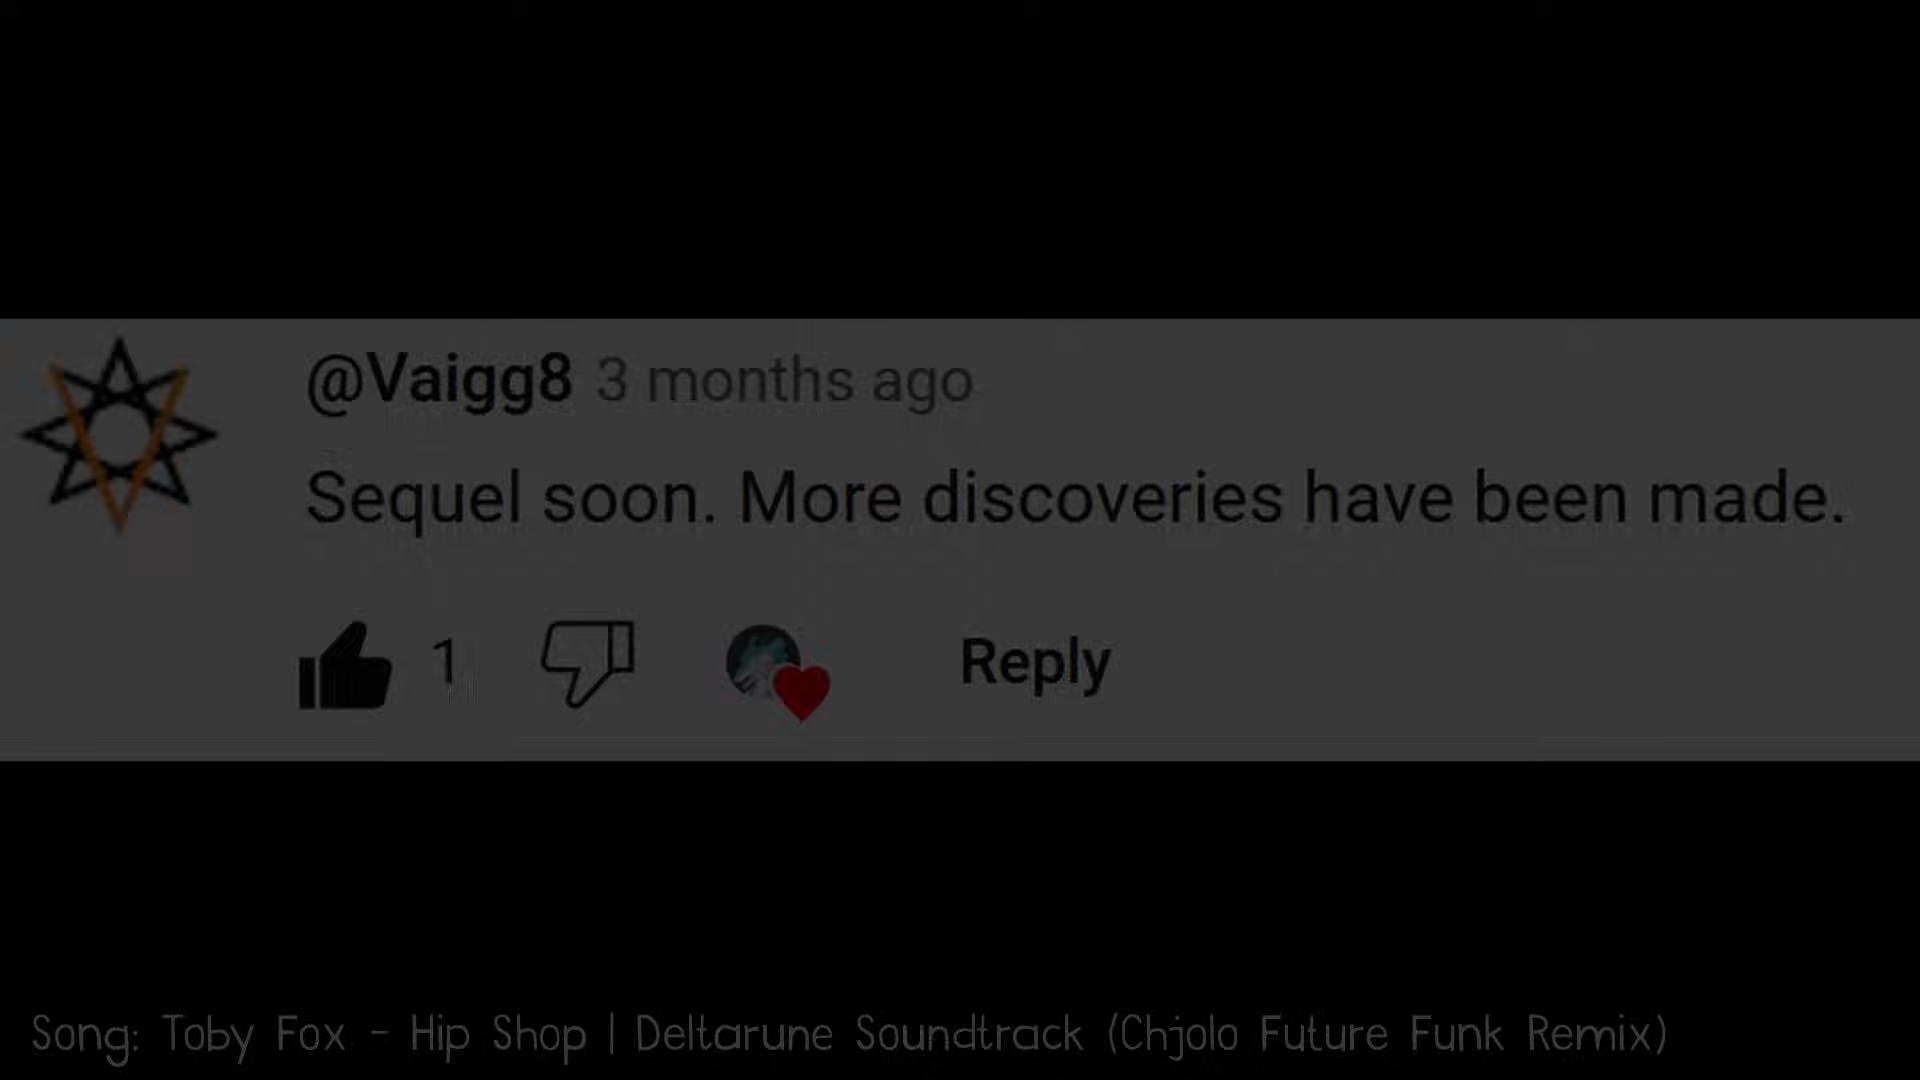 @Vaigg8 3 months ago
Sequel soon. More discoveries have been made.
1 Reply
Song: Toby Fox - Hip Shop | Deltarune Soundtrack (Chjolo Future Funk Remix)